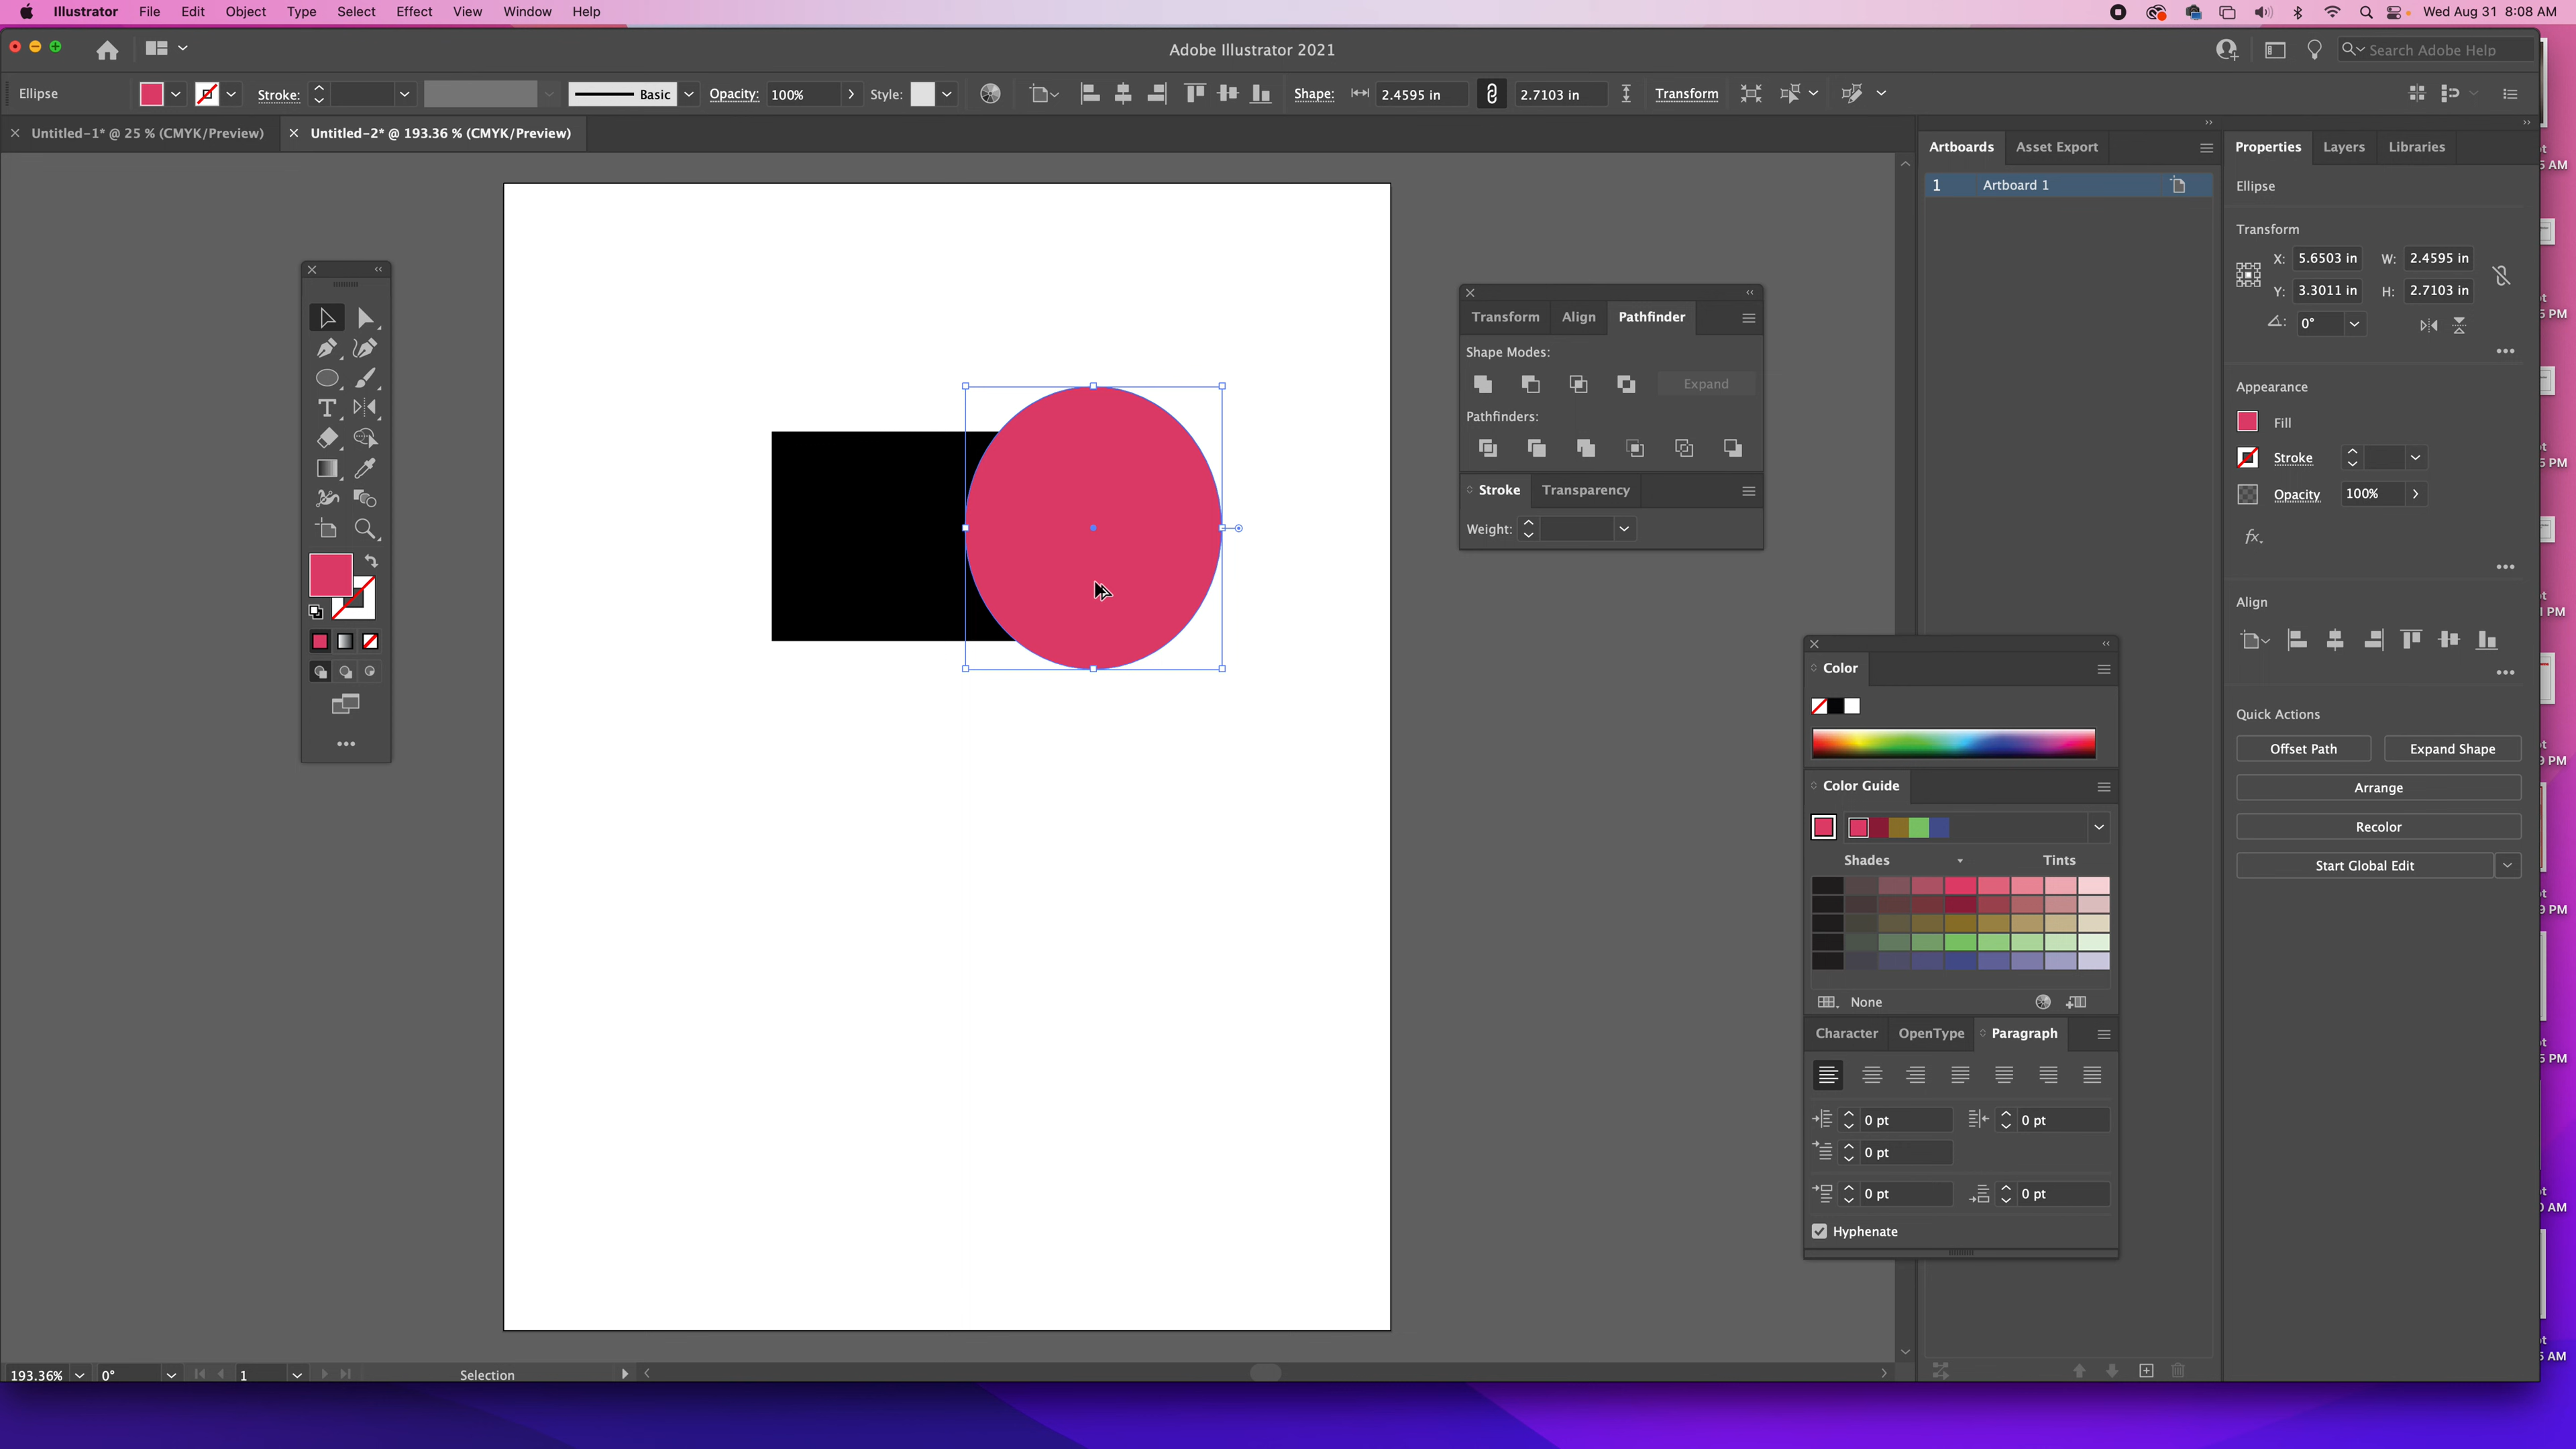 Illustrator File Edit Object Type Select Effect View Window Help
Wed Aug 31 8:08 AM
Adobe Illustrator 2021
Search Adobe Help
Ellipse
Stroke:
Basic
Opacity: 100%
Style:
Shape: 2.4595 in 2.7103 in
Transform
Untitled-1* @ 25 % (CMYK/Preview)
Untitled-2* @ 193.36 % (CMYK/Preview)
Artboards Asset Export
1 Artboard 1
Properties Layers Libraries
Ellipse
Transform
X: 5.6503 in W: 2.4595 in
Y: 3.3011 in H: 2.7103 in
0°
Appearance
Fill
Stroke
Opacity 100%
fx.
Align
Quick Actions
Offset Path Expand Shape
Arrange
Recolor
Start Global Edit
Transform Align Pathfinder
Shape Modes:
Expand
Pathfinders:
Stroke Transparency
Weight:
Color
Color Guide
Shades Tints
None
Character OpenType Paragraph
0 pt 0 pt
0 pt
0 pt 0 pt
Hyphenate
193.36% 0° 1 Selection